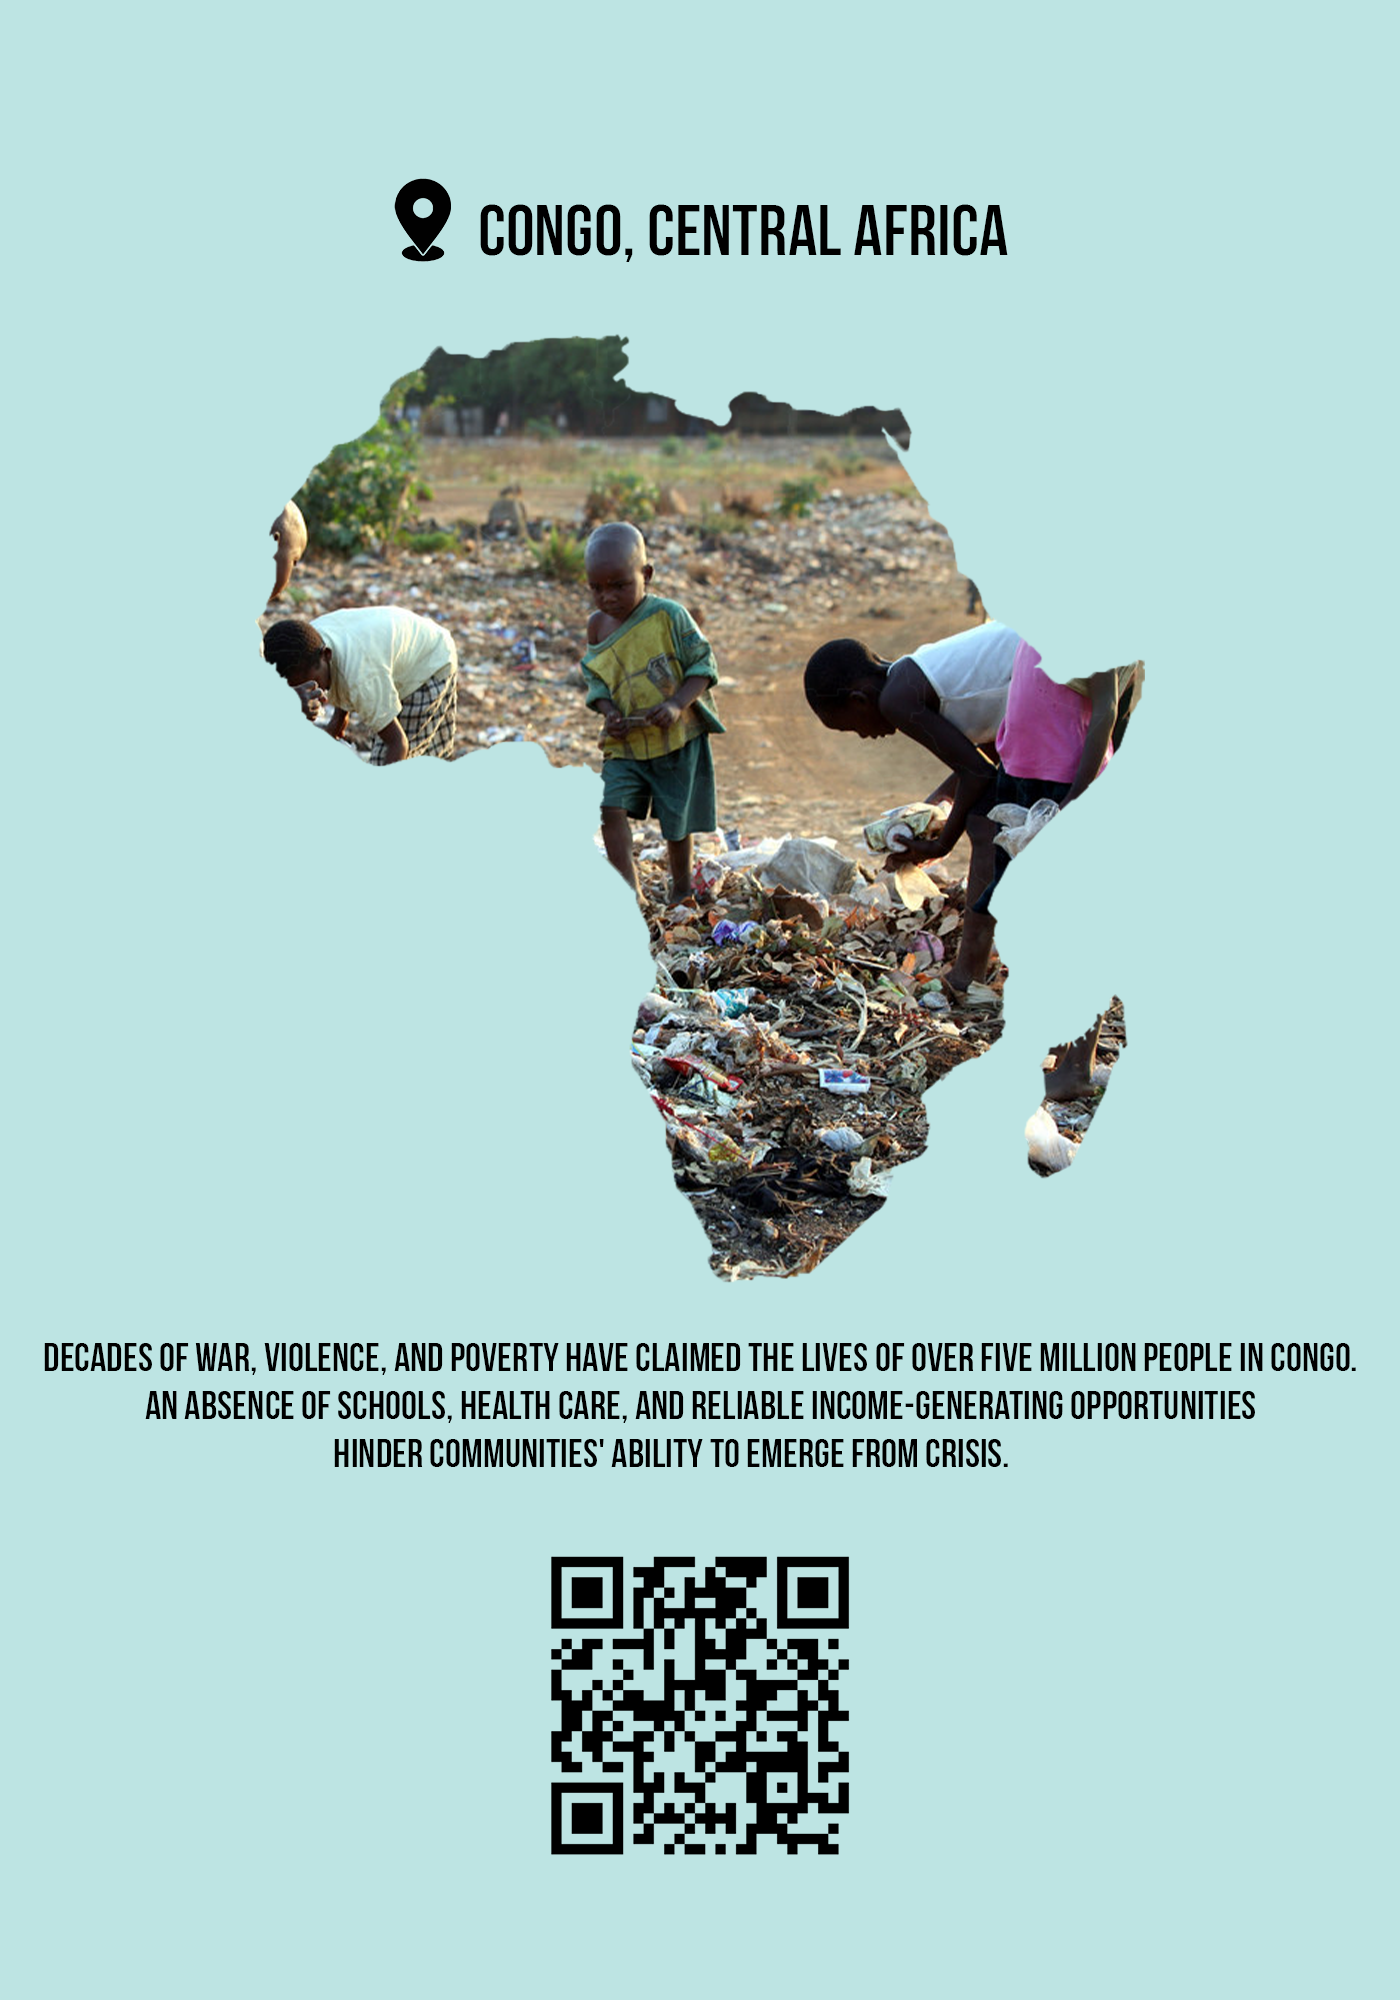 CONGO, CENTRAL AFRICA
DECADES OF WAR, VIOLENCE, AND POVERTY HAVE CLAIMED THE LIVES OF OVER FIVE MILLION PEOPLE IN CONGO.
AN ABSENCE OF SCHOOLS, HEALTH CARE, AND RELIABLE INCOME-GENERATING OPPORTUNITIES
HINDER COMMUNITIES' ABILITY TO EMERGE FROM CRISIS.